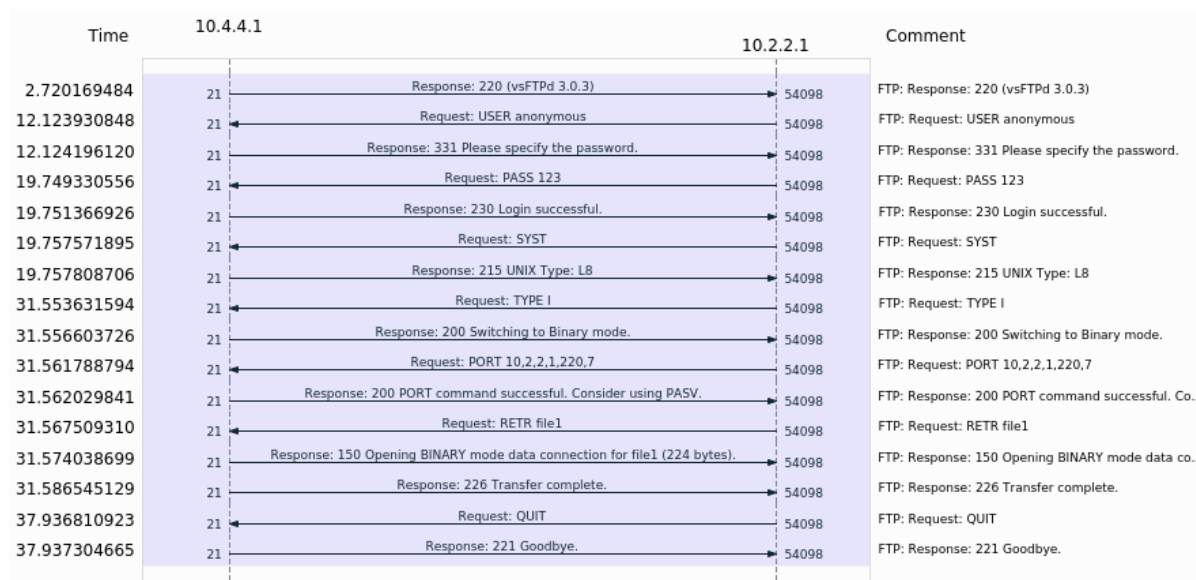 Time 10.4.4.1 10.2.2.1 Comment
2.720169484 21 Response: 220 (vsFTPd 3.0.3) 54098 FTP: Response: 220 (vsFTPd 3.0.3)
12.123930848 21 Request: USER anonymous 54098 FTP: Request: USER anonymous
12.124196120 21 Response: 331 Please specify the password. 54098 FTP: Response: 331 Please specify the password.
19.749330556 21 Request: PASS 123 54098 FTP: Request: PASS 123
19.751366926 21 Response: 230 Login successful. 54098 FTP: Response: 230 Login successful.
19.757571895 21 Request: SYST 54098 FTP: Request: SYST
19.757808706 21 Response: 215 UNIX Type: L8 54098 FTP: Response: 215 UNIX Type: L8
31.553631594 21 Request: TYPE I 54098 FTP: Request: TYPE I
31.556603726 21 Response: 200 Switching to Binary mode. 54098 FTP: Response: 200 Switching to Binary mode.
31.561788794 21 Request: PORT 10,2,2,1,220,7 54098 FTP: Request: PORT 10,2,2,1,220,7
31.562029841 21 Response: 200 PORT command successful. Consider using PASV. 54098 FTP: Response: 200 PORT command successful. Co.
31.567509310 21 Request: RETR file1 54098 FTP: Request: RETR file1
31.574038699 21 Response: 150 Opening BINARY mode data connection for file1 (224 bytes). 54098 FTP: Response: 150 Opening BINARY mode data co.
31.586545129 21 Response: 226 Transfer complete. 54098 FTP: Response: 226 Transfer complete.
37.936810923 21 Request: QUIT 54098 FTP: Request: QUIT
37.937304665 21 Response: 221 Goodbye. 54098 FTP: Response: 221 Goodbye.